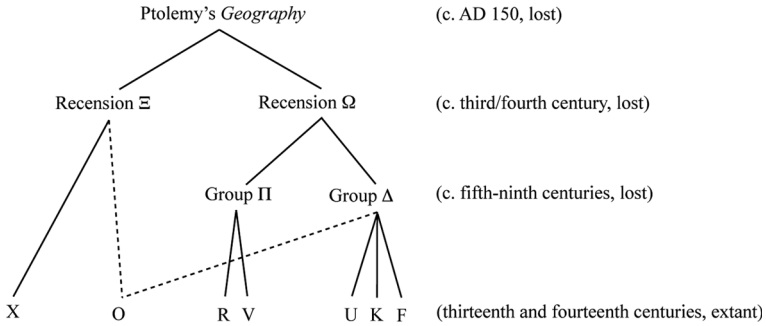 Ptolemy’s Geography (c. AD 150, lost)
Recension Ξ Recension Ω (c. third/fourth century, lost)
Group Π Group Δ (c. fifth-ninth centuries, lost)
X O R V U K F (thirteenth and fourteenth centuries, extant)